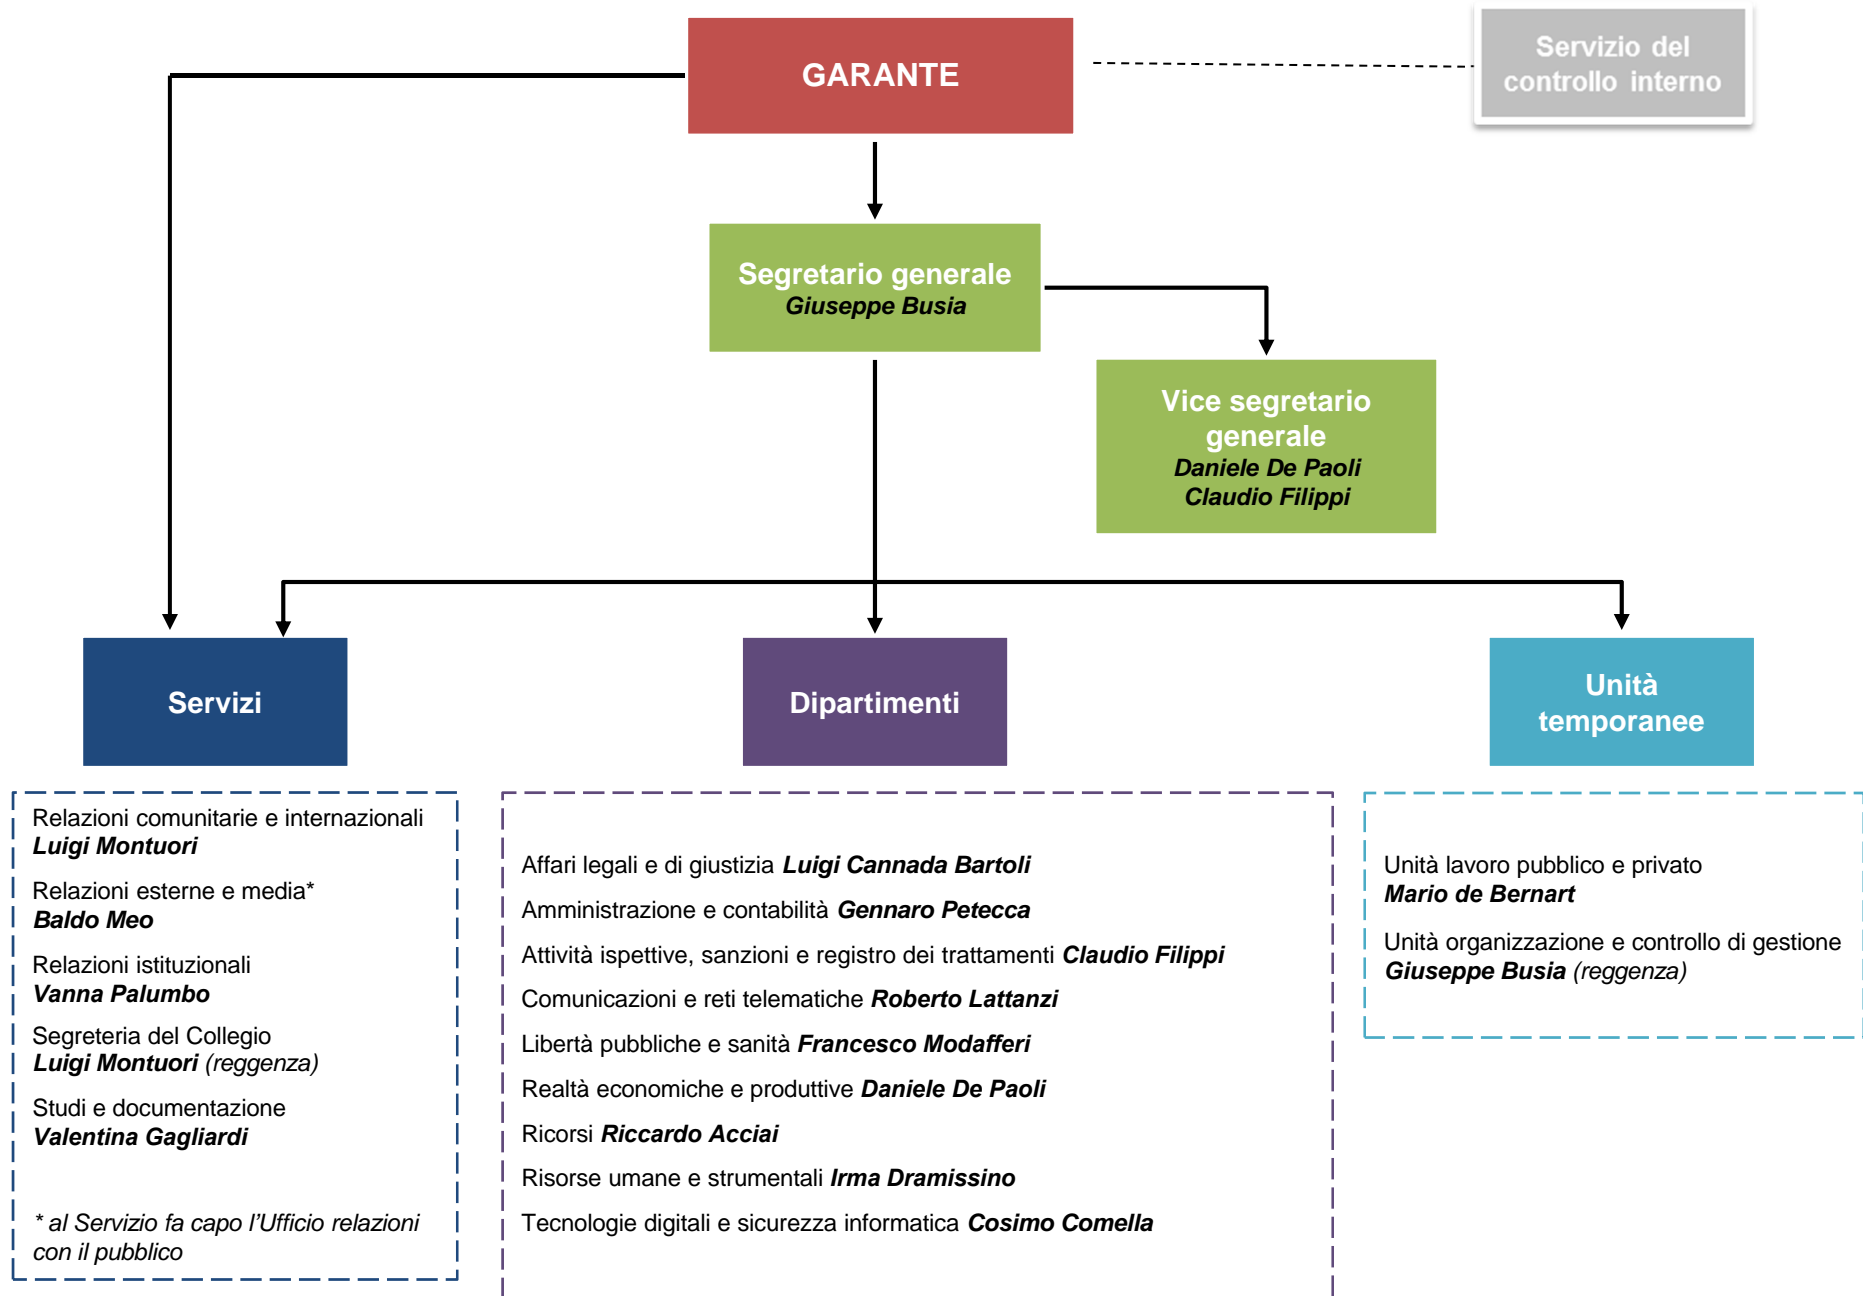 GARANTE
Servizio del
controllo interno
Segretario generale
Giuseppe Busia
Vice segretario
generale
Daniele De Paoli
Claudio Filippi
Servizi
Dipartimenti
Unità
temporanee
Relazioni comunitarie e internazionali
Luigi Montuori
Relazioni esterne e media*
Baldo Meo
Relazioni istituzionali
Vanna Palumbo
Segreteria del Collegio
Luigi Montuori (reggenza)
Studi e documentazione
Valentina Gagliardi
* al Servizio fa capo l’Ufficio relazioni
con il pubblico
Affari legali e di giustizia Luigi Cannada Bartoli
Amministrazione e contabilità Gennaro Petecca
Attività ispettive, sanzioni e registro dei trattamenti Claudio Filippi
Comunicazioni e reti telematiche Roberto Lattanzi
Libertà pubbliche e sanità Francesco Modafferi
Realtà economiche e produttive Daniele De Paoli
Ricorsi Riccardo Acciai
Risorse umane e strumentali Irma Dramissino
Tecnologie digitali e sicurezza informatica Cosimo Comella
Unità lavoro pubblico e privato
Mario de Bernart
Unità organizzazione e controllo di gestione
Giuseppe Busia (reggenza)